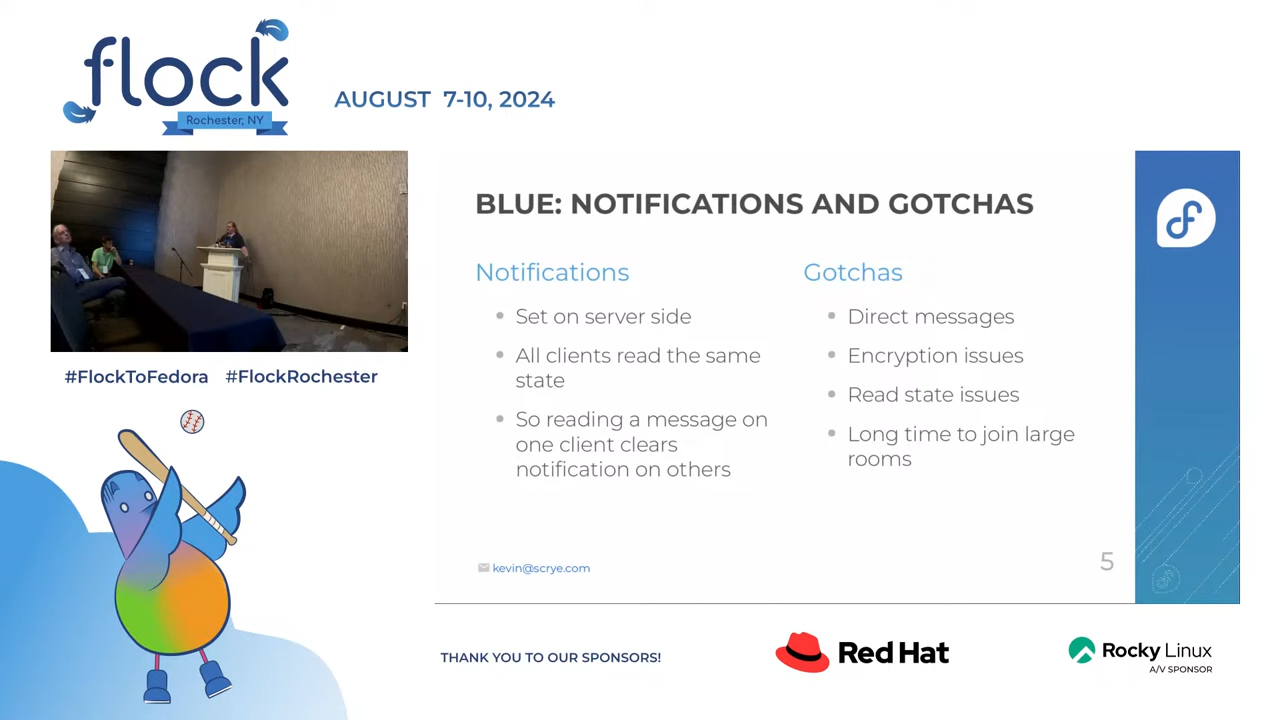 flock
Rochester, NY
AUGUST 7-10, 2024
#FlockToFedora #FlockRochester
BLUE: NOTIFICATIONS AND GOTCHAS
Notifications
Set on server side
All clients read the same
state
So reading a message on
one client clears
notification on others
Gotchas
Direct messages
Encryption issues
Read state issues
Long time to join large
rooms
kevin@scrye.com
5
THANK YOU TO OUR SPONSORS!
Red Hat
Rocky Linux
A/V SPONSOR